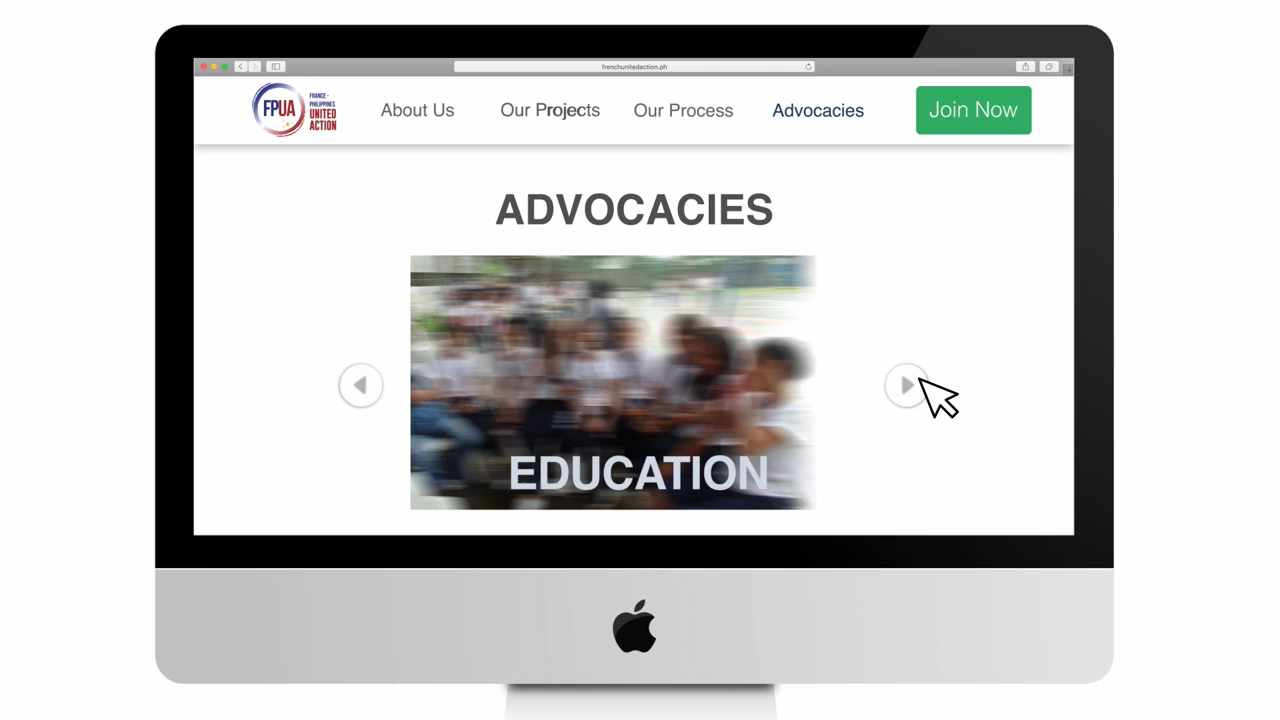 frenchunitedaction.ph
FPUA
FRANCE -
PHILIPPINES
UNITED
ACTION
About Us
Our Projects
Our Process
Advocacies
Join Now
ADVOCACIES
EDUCATION